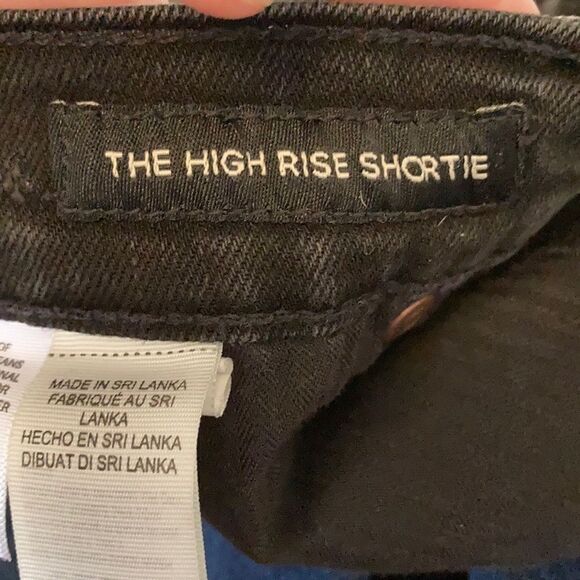 THE HIGH RISE SHORTIE
MADE IN SRI LANKA
FABRIQUÉ AU SRI
LANKA
HECHO EN SRI LANKA
DIBUAT DI SRI LANKA